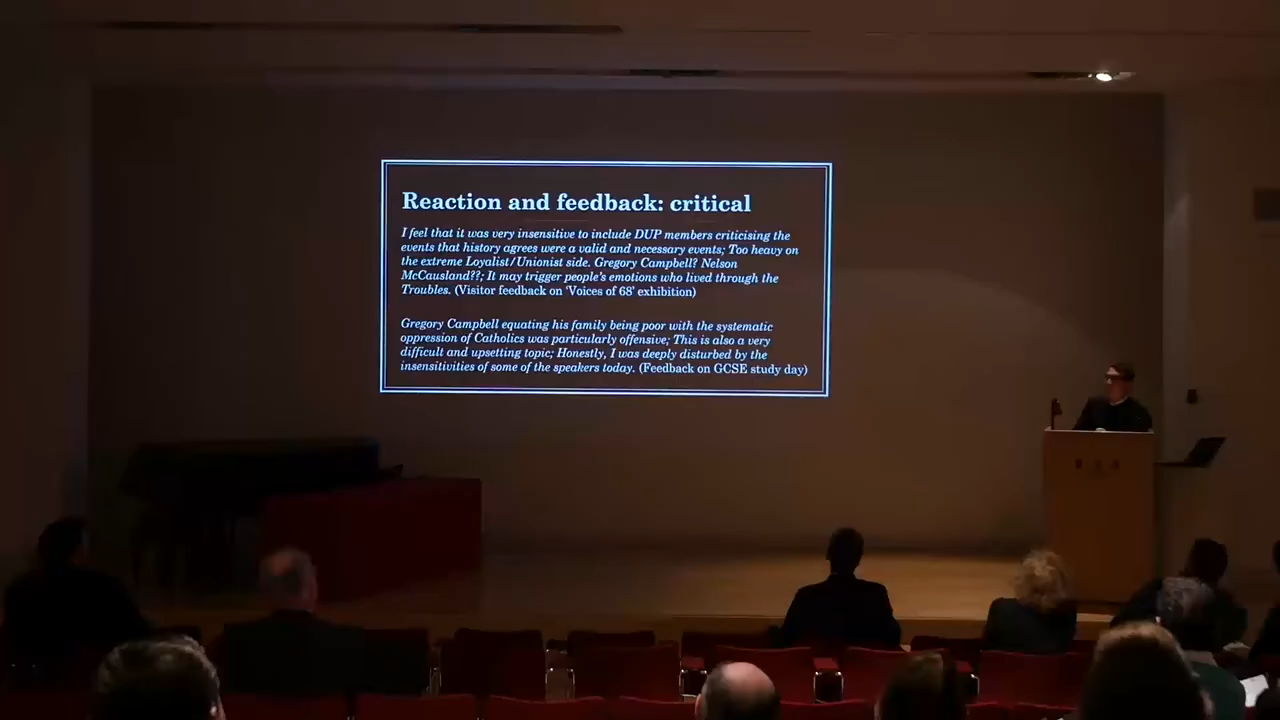 Reaction and feedback: critical
I feel that it was very insensitive to include DUP members criticising the
events that history agrees were a valid and necessary events; Too heavy on
the extreme Loyalist/Unionist side. Gregory Campbell? Nelson
McCausland??; It may trigger people's emotions who lived through the
Troubles. (Visitor feedback on 'Voices of 68' exhibition)
Gregory Campbell equating his family being poor with the systematic
oppression of Catholics was particularly offensive; This is also a very
difficult and upsetting topic; Honestly, I was deeply disturbed by the
insensitivities of some of the speakers today. (Feedback on GCSE study day)